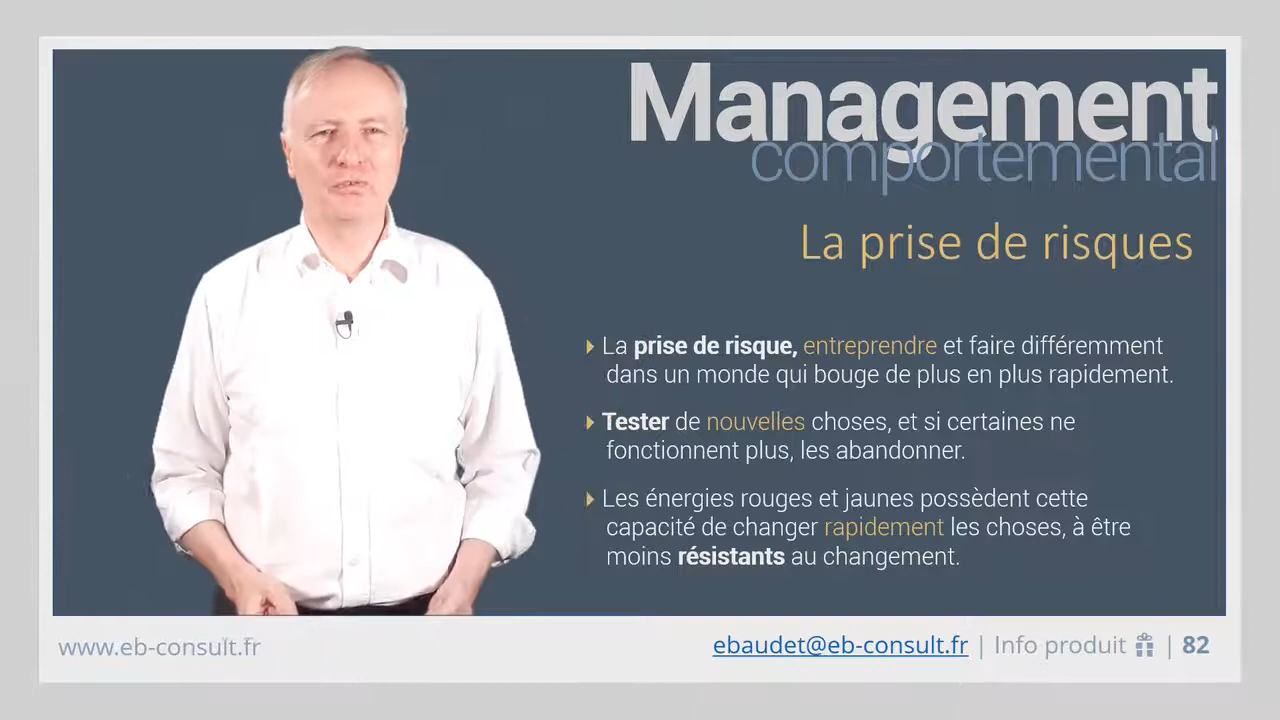 Management
comportemental
La prise de risques
La prise de risque, entreprendre et faire différemment
dans un monde qui bouge de plus en plus rapidement.
Tester de nouvelles choses, et si certaines ne
fonctionnent plus, les abandonner.
Les énergies rouges et jaunes possèdent cette
capacité de changer rapidement les choses, à être
moins résistants au changement.
www.eb-consult.fr
ebaudet@eb-consult.fr | Info produit | 82